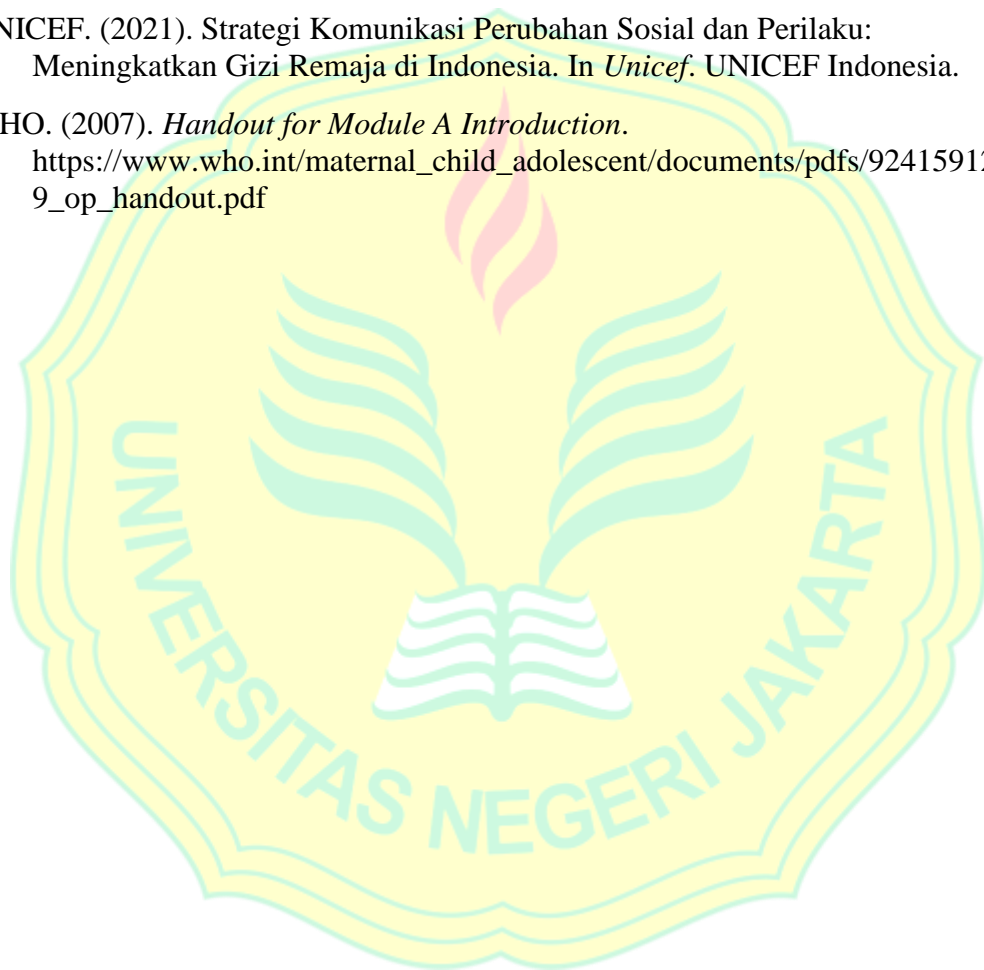 NICEF. (2021). Strategi Komunikasi Perubahan Sosial dan Perilaku:
Meningkatkan Gizi Remaja di Indonesia. In Unicef. UNICEF Indonesia.
HO. (2007). Handout for Module A Introduction.
https://www.who.int/maternal_child_adolescent/documents/pdfs/9241591
9_op_handout.pdf
UNIVERSITAS NEGERI JAKARTA